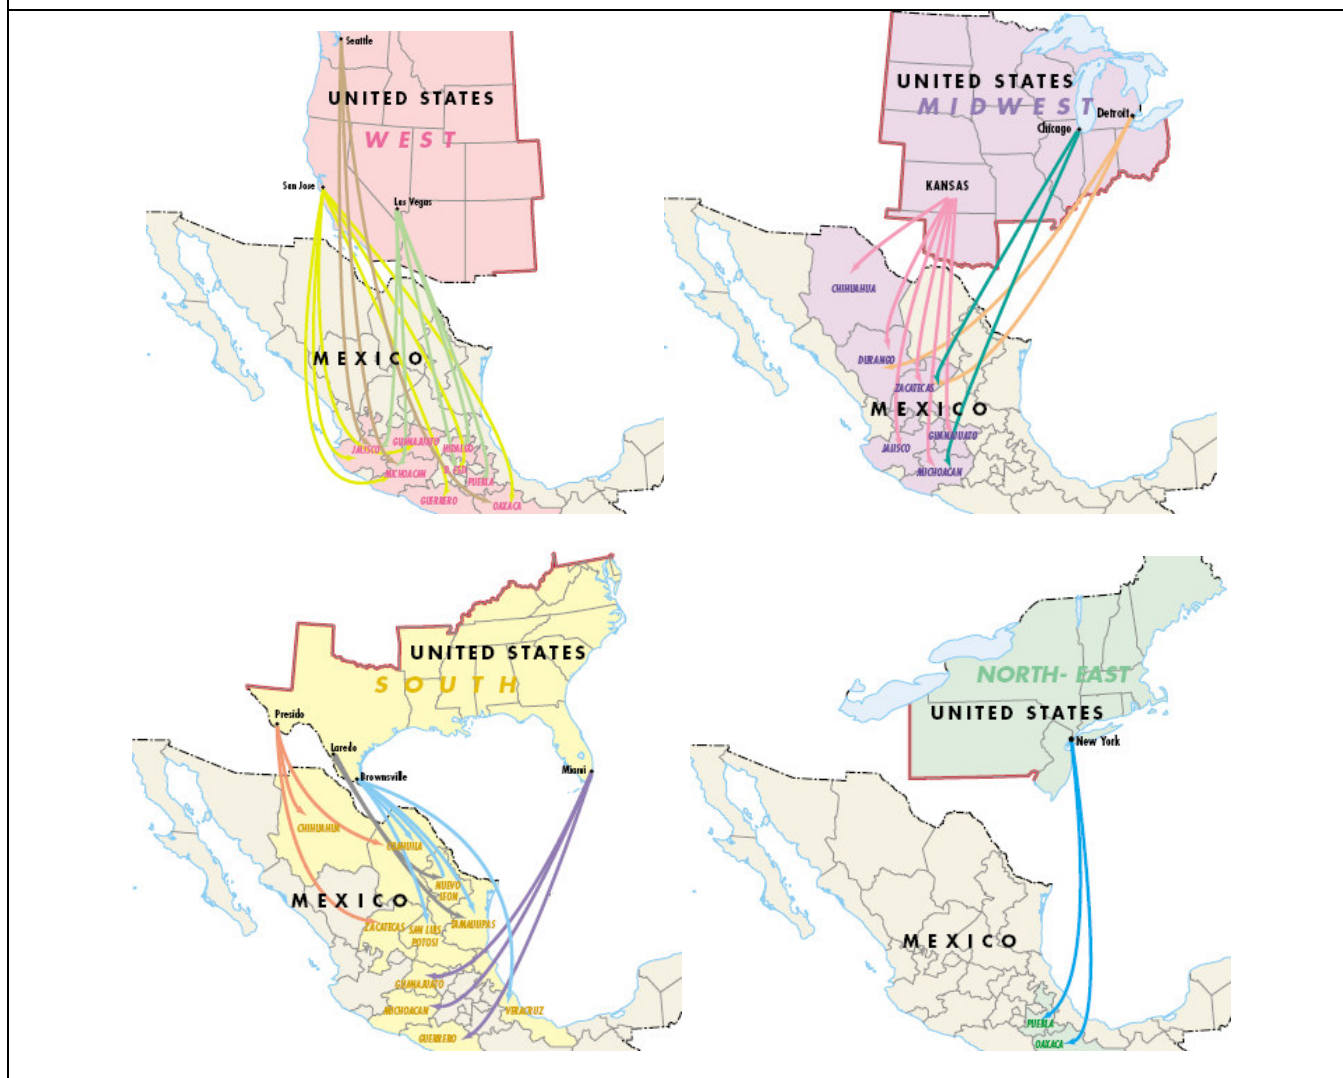 Seattle
UNITED STATES
WEST
San Jose
Las Vegas
MEXICO
JALISCO
GUANAJUATO
HIDALGO
MICHOACAN
PUEBLA
GUERRERO
OAXACA
UNITED STATES
MIDWEST
Detroit
Chicago
KANSAS
CHIHUAHUA
DURANGO
ZACATECAS
MEXICO
GUANAJUATO
JALISCO
MICHOACAN
UNITED STATES
SOUTH
Presido
Laredo
Brownsville
Miami
CHIHUAHUA
COAHUILA
NUEVO
LEON
MEXICO
ZACATECAS
SAN LUIS
POTOSI
TAMAULIPAS
GUANAJUATO
MICHOACAN
VERACRUZ
GUERRERO
NORTH-EAST
UNITED STATES
New York
MEXICO
PUEBLA
OAXACA